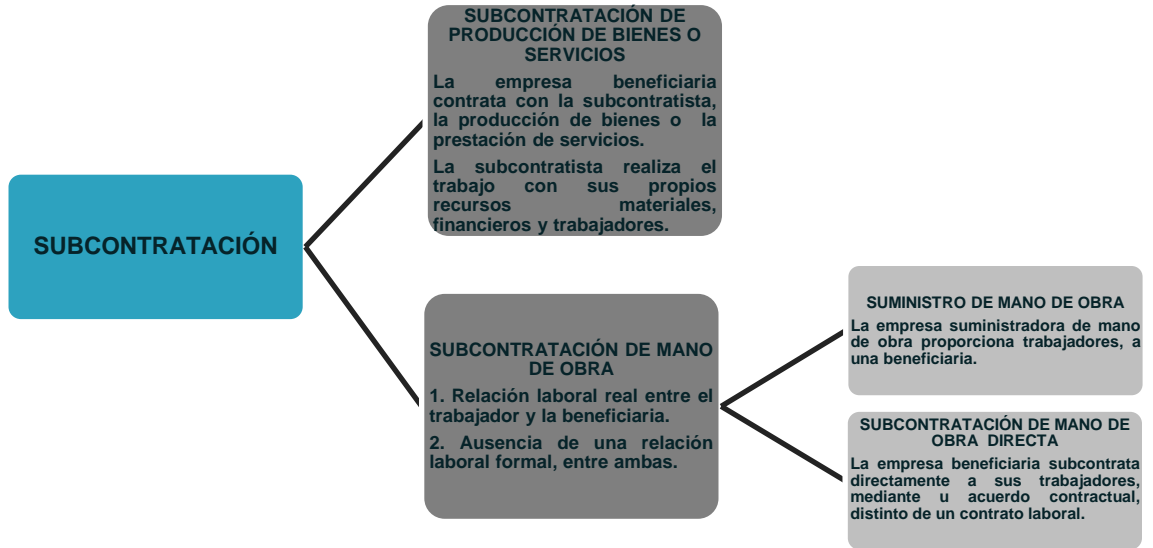 SUBCONTRATACIÓN
SUBCONTRATACIÓN DE
PRODUCCIÓN DE BIENES O
SERVICIOS
La empresa beneficiaria
contrata con la subcontratista,
la producción de bienes o la
prestación de servicios.
La subcontratista realiza el
trabajo con sus propios
recursos materiales,
financieros y trabajadores.
SUBCONTRATACIÓN DE MANO
DE OBRA
1. Relación laboral real entre el
trabajador y la beneficiaria.
2. Ausencia de una relación
laboral formal, entre ambas.
SUMINISTRO DE MANO DE OBRA
La empresa suministradora de mano
de obra proporciona trabajadores, a
una beneficiaria.
SUBCONTRATACIÓN DE MANO DE
OBRA DIRECTA
La empresa beneficiaria subcontrata
directamente a sus trabajadores,
mediante u acuerdo contractual,
distinto de un contrato laboral.